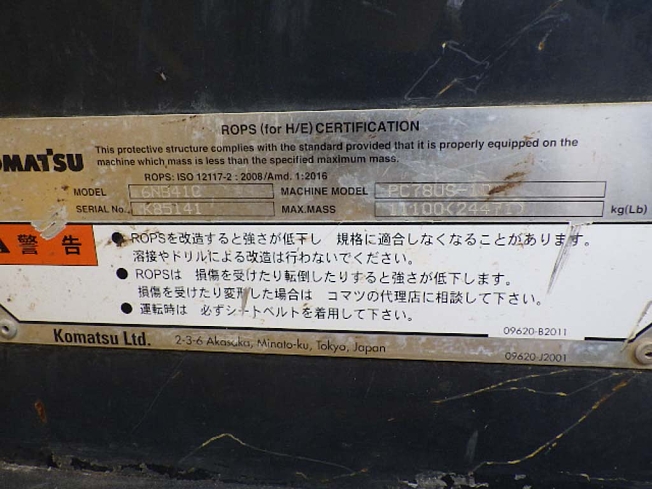 ROPS (for H/E) CERTIFICATION
OMATSU This protective structure complies with the standard provided that it is properly equipped on the
machine which mass is less than the specified maximum mass.
ROPS: ISO 12117-2 : 2008/Amd. 1:2016
MODEL MACHINE MODEL PC78US-1
SERIAL No. K35141 MAX.MASS 11100 kg(Lb)
警告
● ROPSを改造すると強さが低下し 規格に適合しなくなることがあります。
溶接やドリルによる改造は行わないでください。
● ROPSは 損傷を受けたり転倒したりすると強さが低下します。
損傷を受けたり変形した場合は コマツの代理店に相談して下さい。
● 運転時は 必ずシートベルトを着用して下さい。
09620-B2011
Komatsu Ltd. 2-3-6 Akasaka, Minato-ku, Tokyo, Japan
09620-J2001